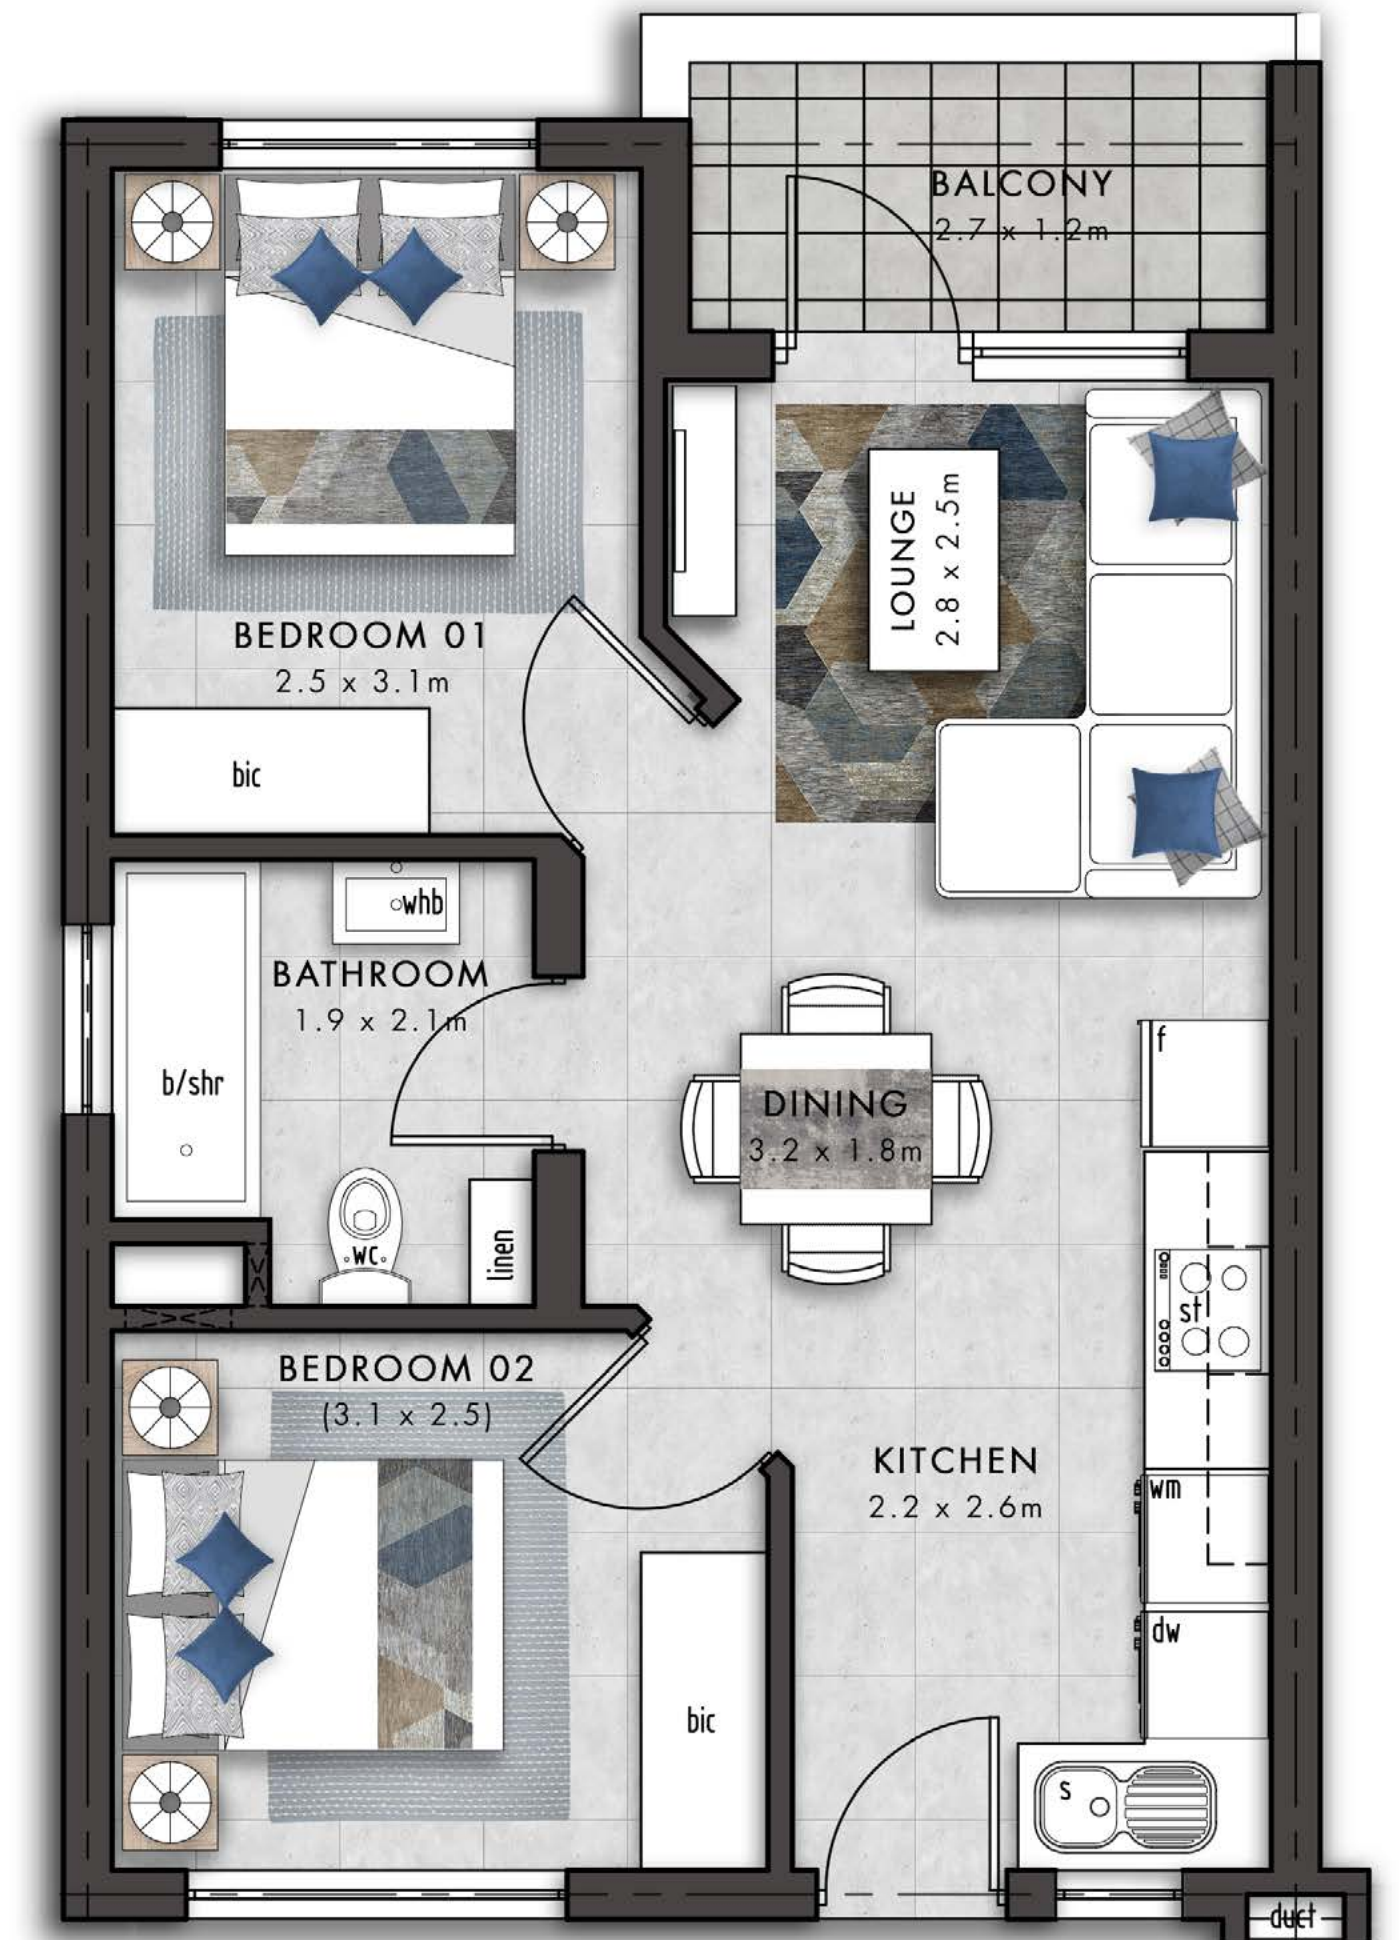 BALCONY
2.7 x 1.2m
LOUNGE
2.8 x 2.5m
BEDROOM 01
2.5 x 3.1m
bic
whb
BATHROOM
1.9 x 2.1m
b/shr
f
DINING
3.2 x 1.8m
wc
linen
st
BEDROOM 02
(3.1 x 2.5)
KITCHEN
2.2 x 2.6m
wm
dw
bic
s
duct